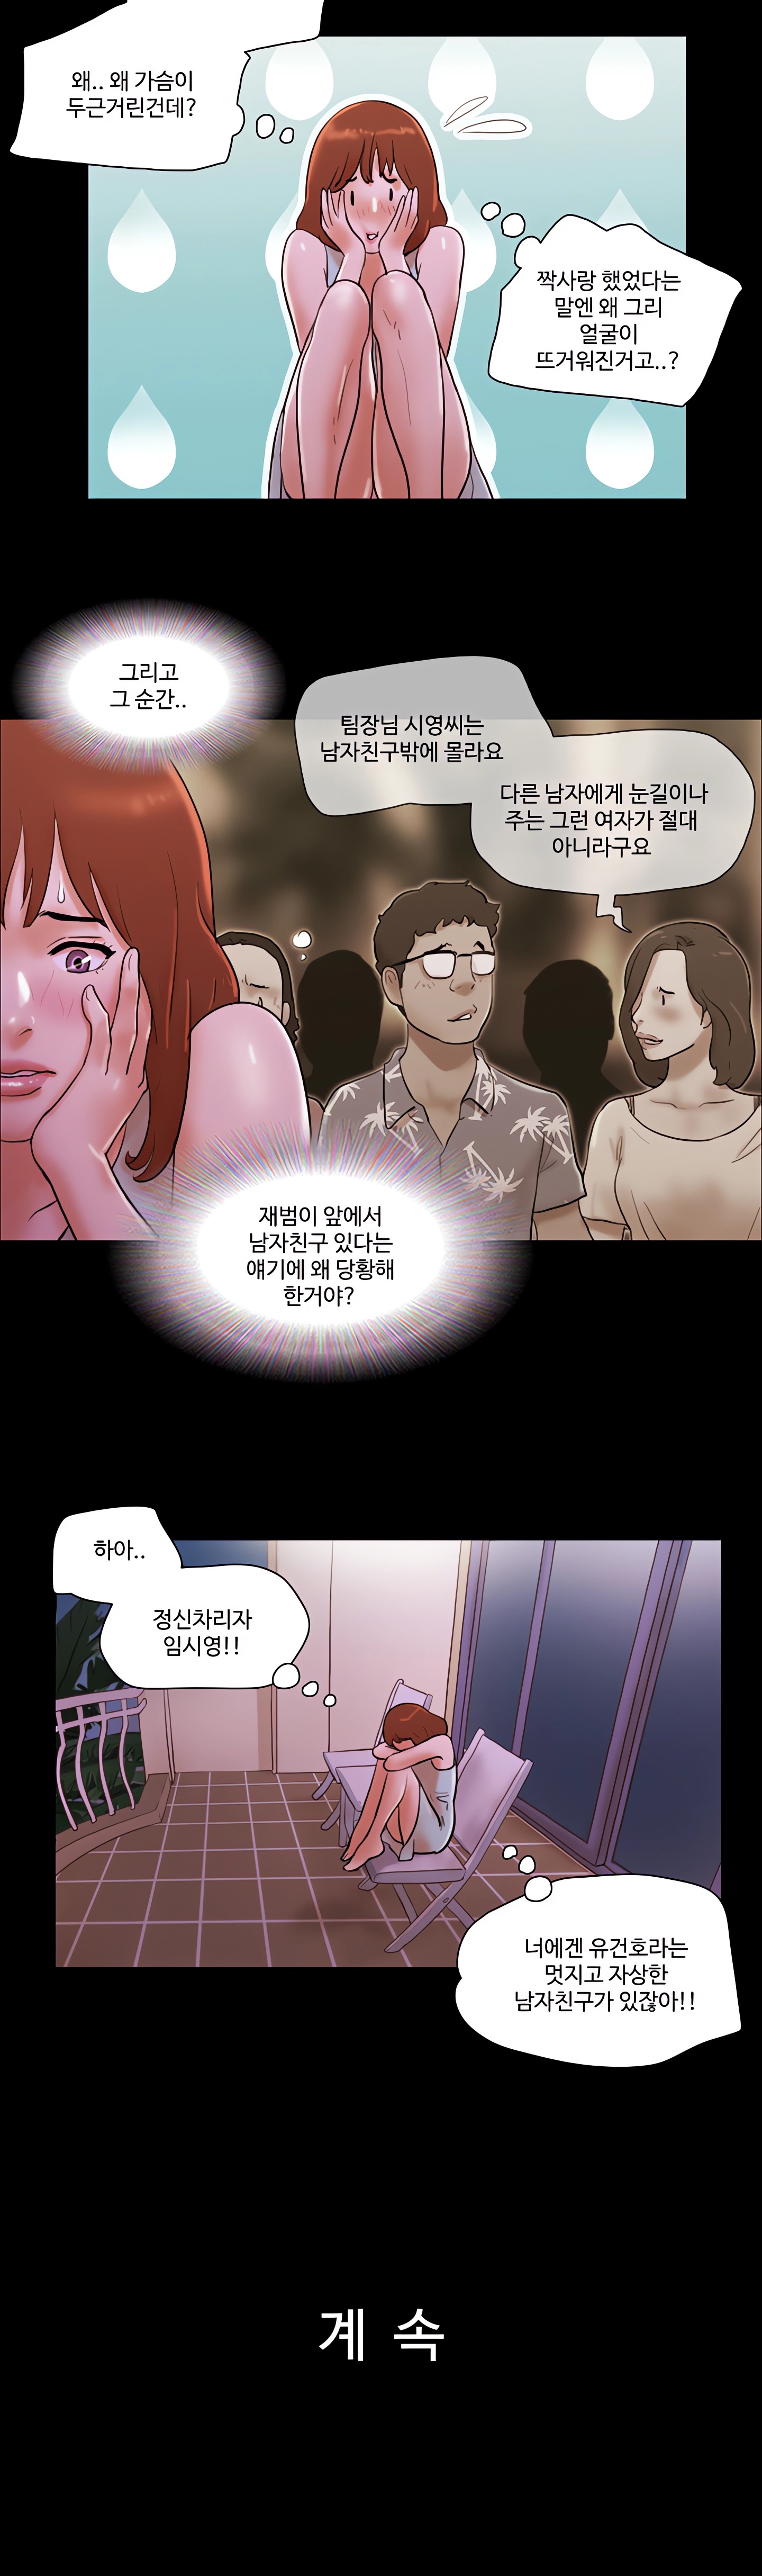 왜.. 왜 가슴이
두근거린건데?
짝사랑 했었다는
말엔 왜 그리
얼굴이
뜨거워진거고..?
그리고
그 순간..
팀장님 시영씨는
남자친구밖에 몰라요
다른 남자에게 눈길이나
주는 그런 여자가 절대
아니라구요
재범이 앞에서
남자친구 있다는
얘기에 왜 당황해
한거야?
하아..
정신차리자
임시영!!
너에겐 유건호라는
멋지고 자상한
남자친구가 있잖아!!
계 속